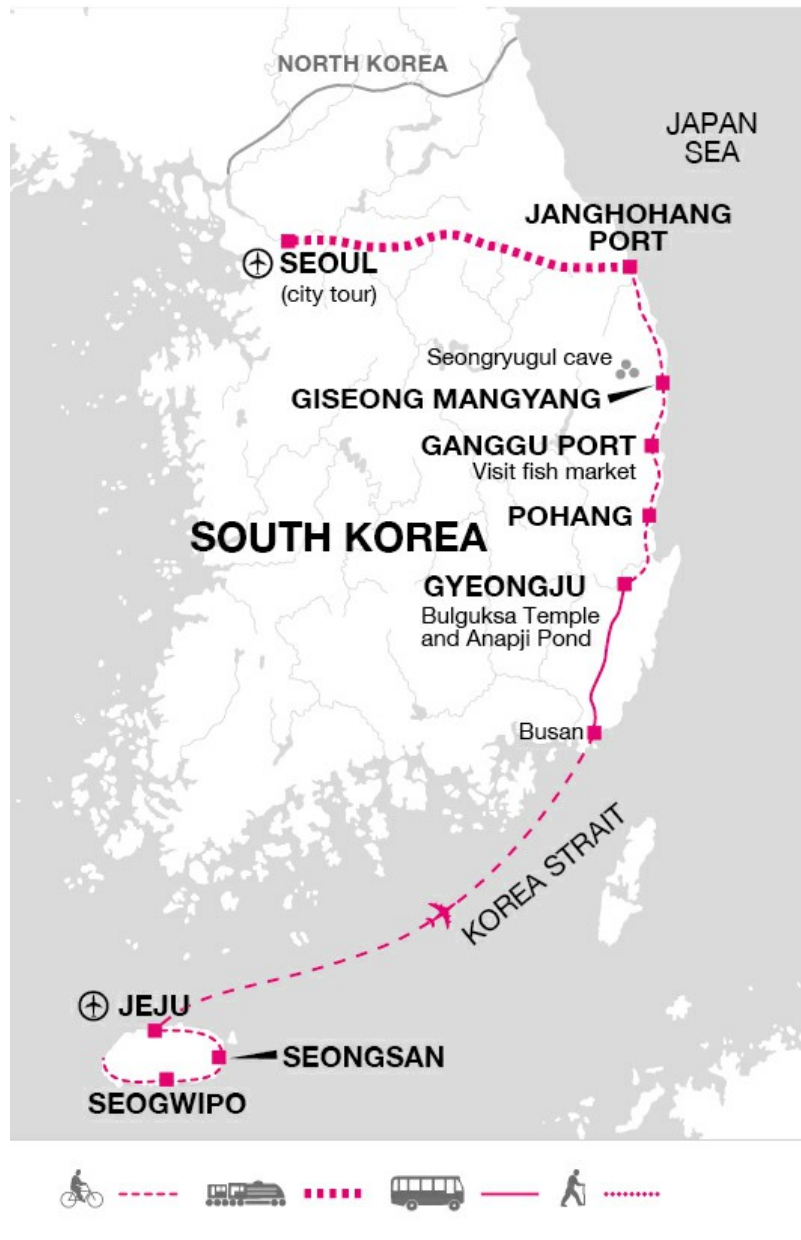 NORTH KOREA
JAPAN
SEA
JANGHOHANG
PORT
SEOUL
(city tour)
Seongryugul cave
GISEONG MANGYANG
GANGGU PORT
Visit fish market
POHANG
SOUTH KOREA
GYEONGJU
Bulguksa Temple
and Anapji Pond
Busan
KOREA STRAIT
JEJU
SEONGSAN
SEOGWIPO